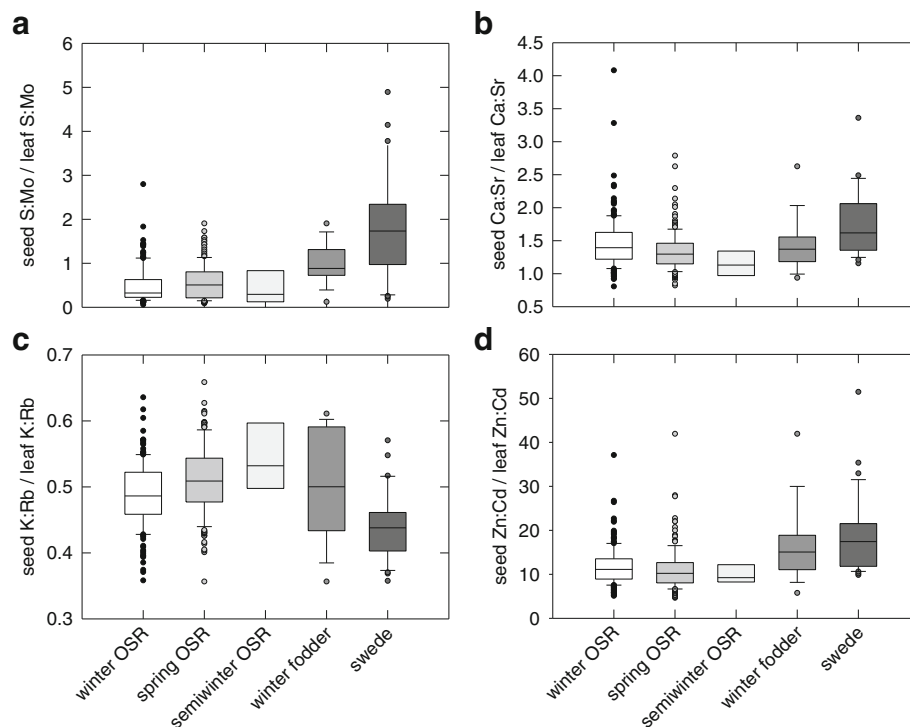 a
seed S:Mo / leaf S:Mo
6
5
4
3
2
1
0
b
seed Ca:Sr / leaf Ca:Sr
4.5
4.0
3.5
3.0
2.5
2.0
1.5
1.0
0.5
c
seed K:Rb / leaf K:Rb
0.7
0.6
0.5
0.4
0.3
winter OSR
spring OSR
semiwinter OSR
winter fodder
swede
d
seed Zn:Cd / leaf Zn:Cd
60
50
40
30
20
10
0
winter OSR
spring OSR
semiwinter OSR
winter fodder
swede